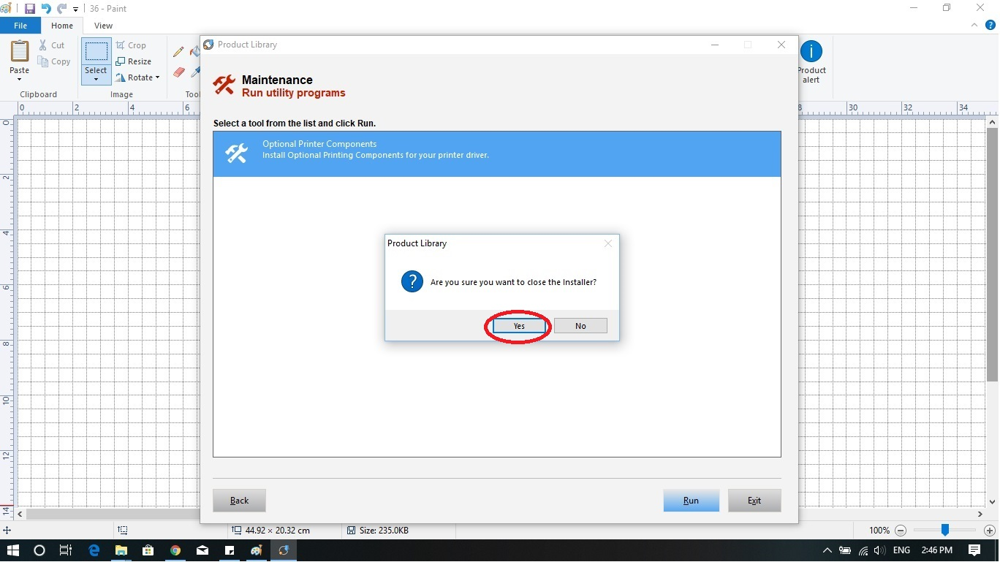 36 - Paint
File
Home
View
Paste
Cut
Copy
Clipboard
Select
Crop
Resize
Rotate
Image
Tool
Product
alert
0 2 4 6
8 30 32 34
0
2
4
6
8
10
12
14
Product Library
Maintenance
Run utility programs
Select a tool from the list and click Run.
Optional Printer Components
Install Optional Printing Components for your printer driver.
Product Library
Are you sure you want to close the Installer?
Yes
No
Back
Run
Exit
44.92 × 20.32 cm
Size: 235.0KB
100%
ENG
2:46 PM